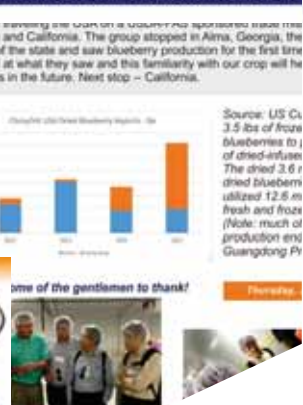 traveling the USA on a USDA-FAS sponsored trade
and California. The group stopped in Alma, Georgia, the
of the state and saw blueberry production for the first time
at what they saw and this familiarity with our crop will he
s in the future. Next stop – California.
Source: US Cu
3.5 lbs of froze
blueberries to p
of dried-infuse
The dried 3.6 m
dried blueberri
utilized 12.6 m
fresh and froze
(Note: much of
production end
Guangdong Pr
ome of the gentlemen to thank!
Thursday,